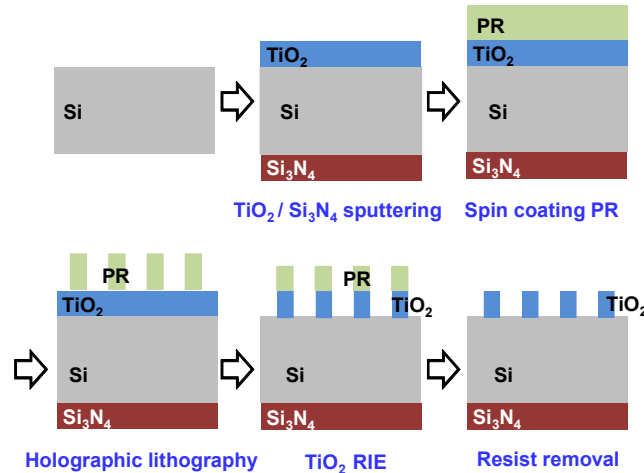 Si
TiO₂
Si
Si₃N₄
TiO₂ / Si₃N₄ sputtering
PR
TiO₂
Si
Si₃N₄
Spin coating PR
PR
TiO₂
Si
Si₃N₄
Holographic lithography
PR
TiO₂
Si
Si₃N₄
TiO₂ RIE
TiO₂
Si
Si₃N₄
Resist removal